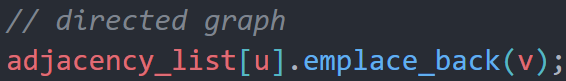 // directed graph
adjacency_list[u].emplace_back(v);